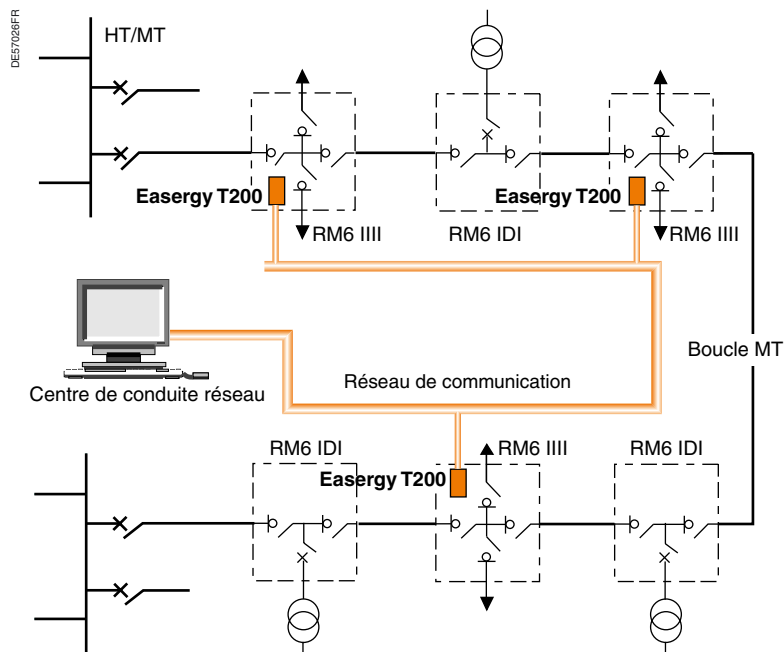 DE57026FR
HT/MT
Easergy T200
Easergy T200
RM6 IIII
RM6 IDI
RM6 IIII
Boucle MT
Centre de conduite réseau
Réseau de communication
RM6 IDI
RM6 IIII
RM6 IDI
Easergy T200